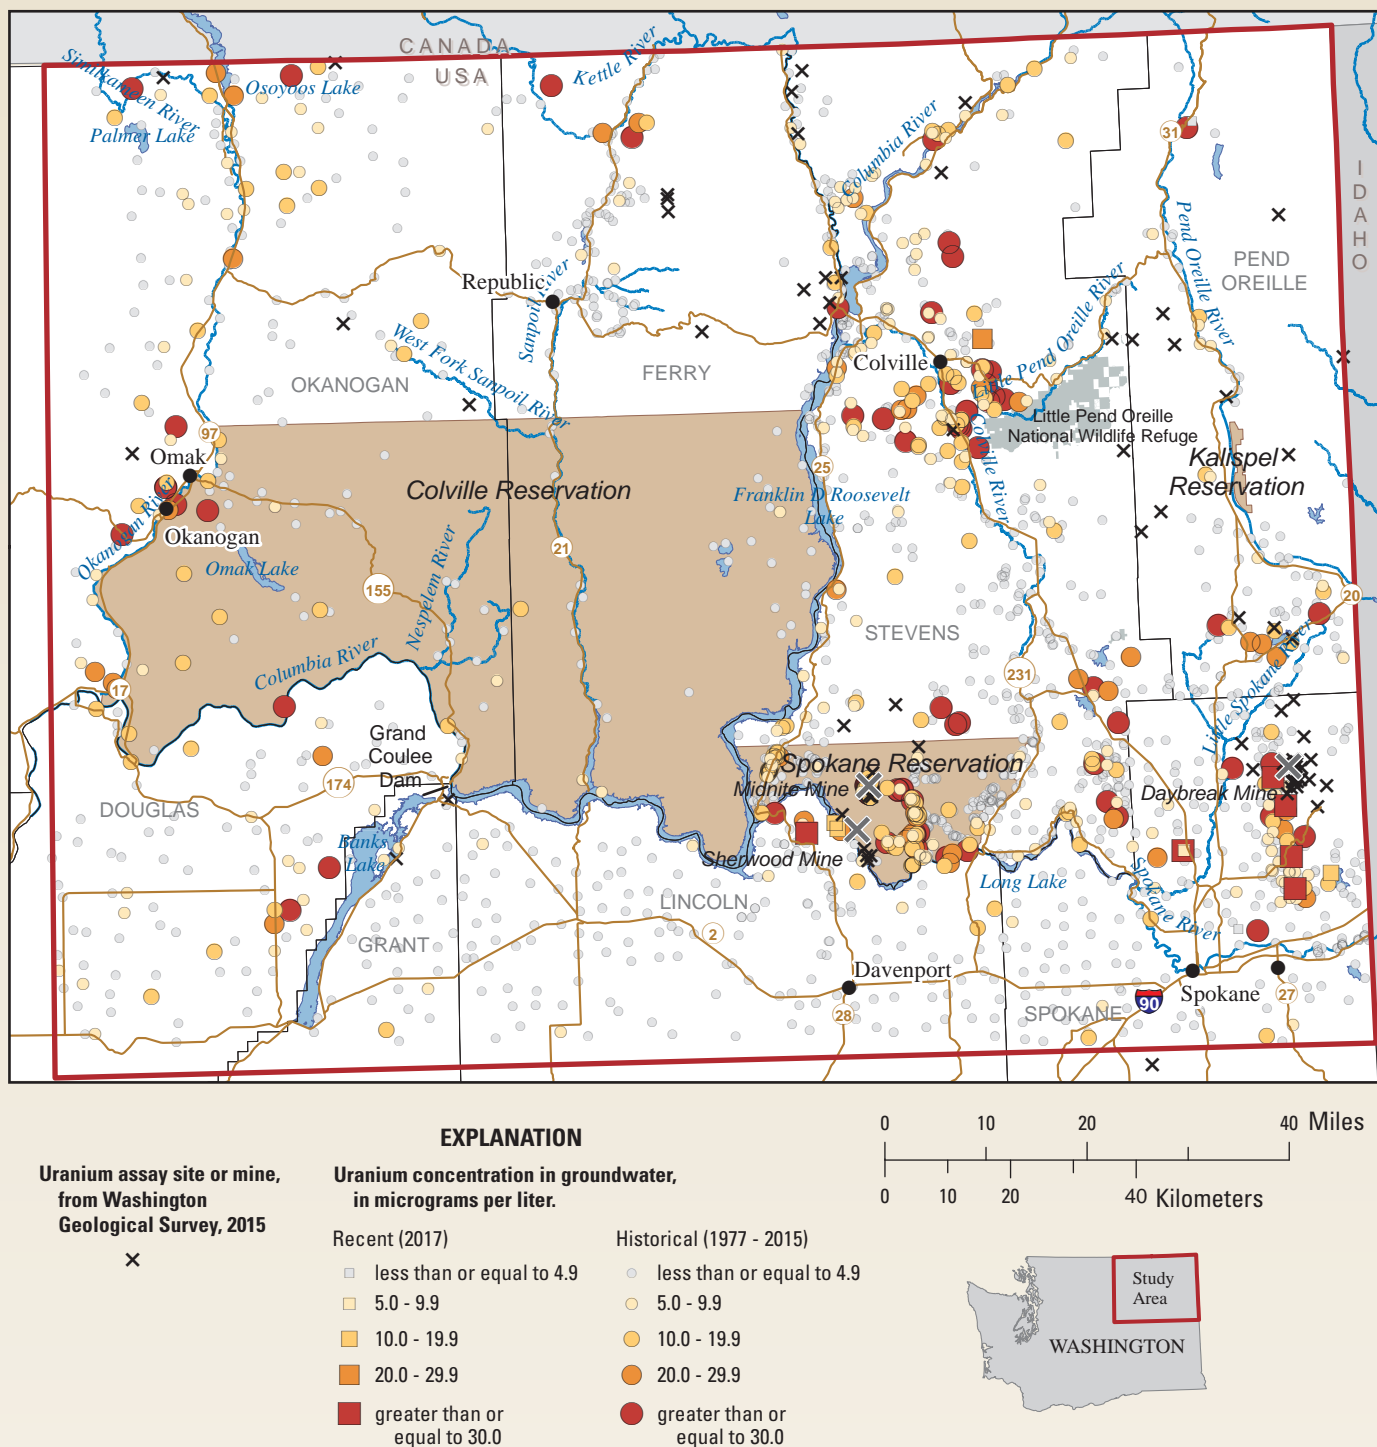 CANADA
USA
Similkameen River
Osoyoos Lake
Palmer Lake
Kettle River
Columbia River
31
IDAHO
Pend Oreille River
PEND
OREILLE
Republic
Sanpoil River
West Fork Sanpoil River
OKANOGAN
FERRY
Colville
Little Pend Oreille River
Little Pend Oreille
National Wildlife Refuge
97
Omak
Colville Reservation
25
Franklin D Roosevelt
Lake
Colville River
Kalispel
Reservation
Okanogan River
Okanogan
Omak Lake
Nespelem River
21
155
20
STEVENS
Columbia River
17
231
Little Spokane River
Grand
Coulee
Dam
174
Spokane Reservation
Midnite Mine
Daybreak Mine
DOUGLAS
Banks
Lake
Sherwood Mine
Long Lake
Spokane River
LINCOLN
2
GRANT
Davenport
Spokane
28
SPOKANE
90
27
EXPLANATION
Uranium assay site or mine,
from Washington
Geological Survey, 2015
Uranium concentration in groundwater,
in micrograms per liter.
Recent (2017)
less than or equal to 4.9
5.0 - 9.9
10.0 - 19.9
20.0 - 29.9
greater than or
equal to 30.0
Historical (1977 - 2015)
less than or equal to 4.9
5.0 - 9.9
10.0 - 19.9
20.0 - 29.9
greater than or
equal to 30.0
0 10 20 40 Miles
0 10 20 40 Kilometers
Study
Area
WASHINGTON